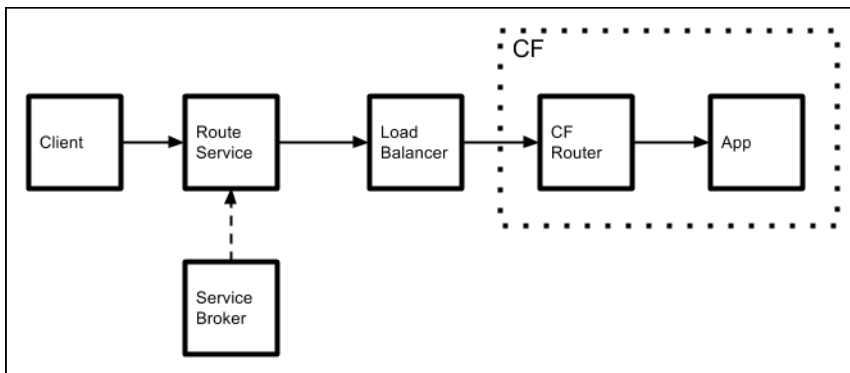 CF
Client
Route
Service
Load
Balancer
CF
Router
App
Service
Broker